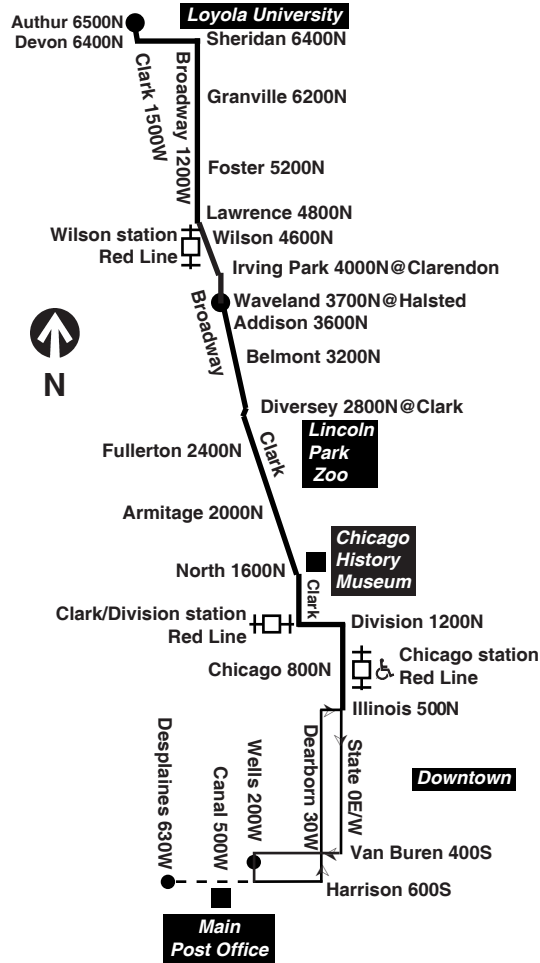 Authur 6500N
Loyola University
Devon 6400N
Sheridan 6400N
Clark 1500W
Broadway 1200W
Granville 6200N
Foster 5200N
Lawrence 4800N
Wilson station
Red Line
Wilson 4600N
Irving Park 4000N@Clarendon
Waveland 3700N@Halsted
Addison 3600N
N
Broadway
Belmont 3200N
Diversey 2800N@Clark
Fullerton 2400N
Clark
Lincoln
Park
Zoo
Armitage 2000N
Chicago
History
Museum
North 1600N
Clark
Clark/Division station
Red Line
Division 1200N
Chicago 800N
Chicago station
Red Line
Illinois 500N
Desplaines 630W
Canal 500W
Wells 200W
Dearborn 30W
State 0E/W
Downtown
Van Buren 400S
Harrison 600S
Main
Post Office